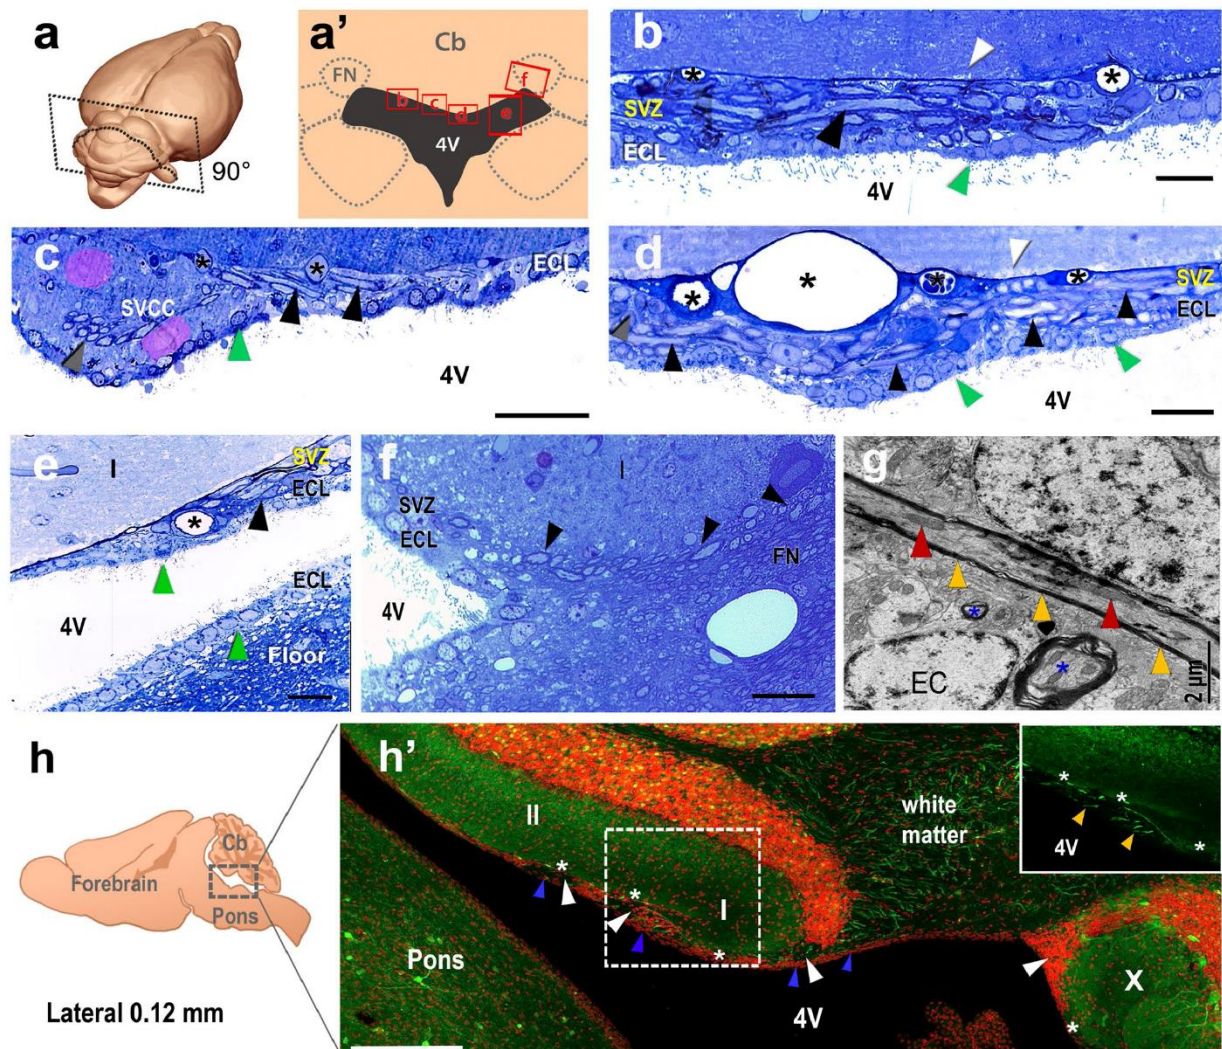 a
90°
a’
Cb
FN
f
b
c
d
e
4V
b
*
*
SVZ
ECL
4V
c
*
*
ECL
SVCC
4V
d
*
*
*
*
SVZ
ECL
4V
e
I
SVZ
ECL
*
ECL
4V
Floor
f
I
SVZ
ECL
FN
4V
g
*
*
EC
2 µm
h
Cb
Forebrain
Pons
Lateral 0.12 mm
h’
II
white
matter
*
*
*
4V
*
*
I
*
Pons
X
4V
*